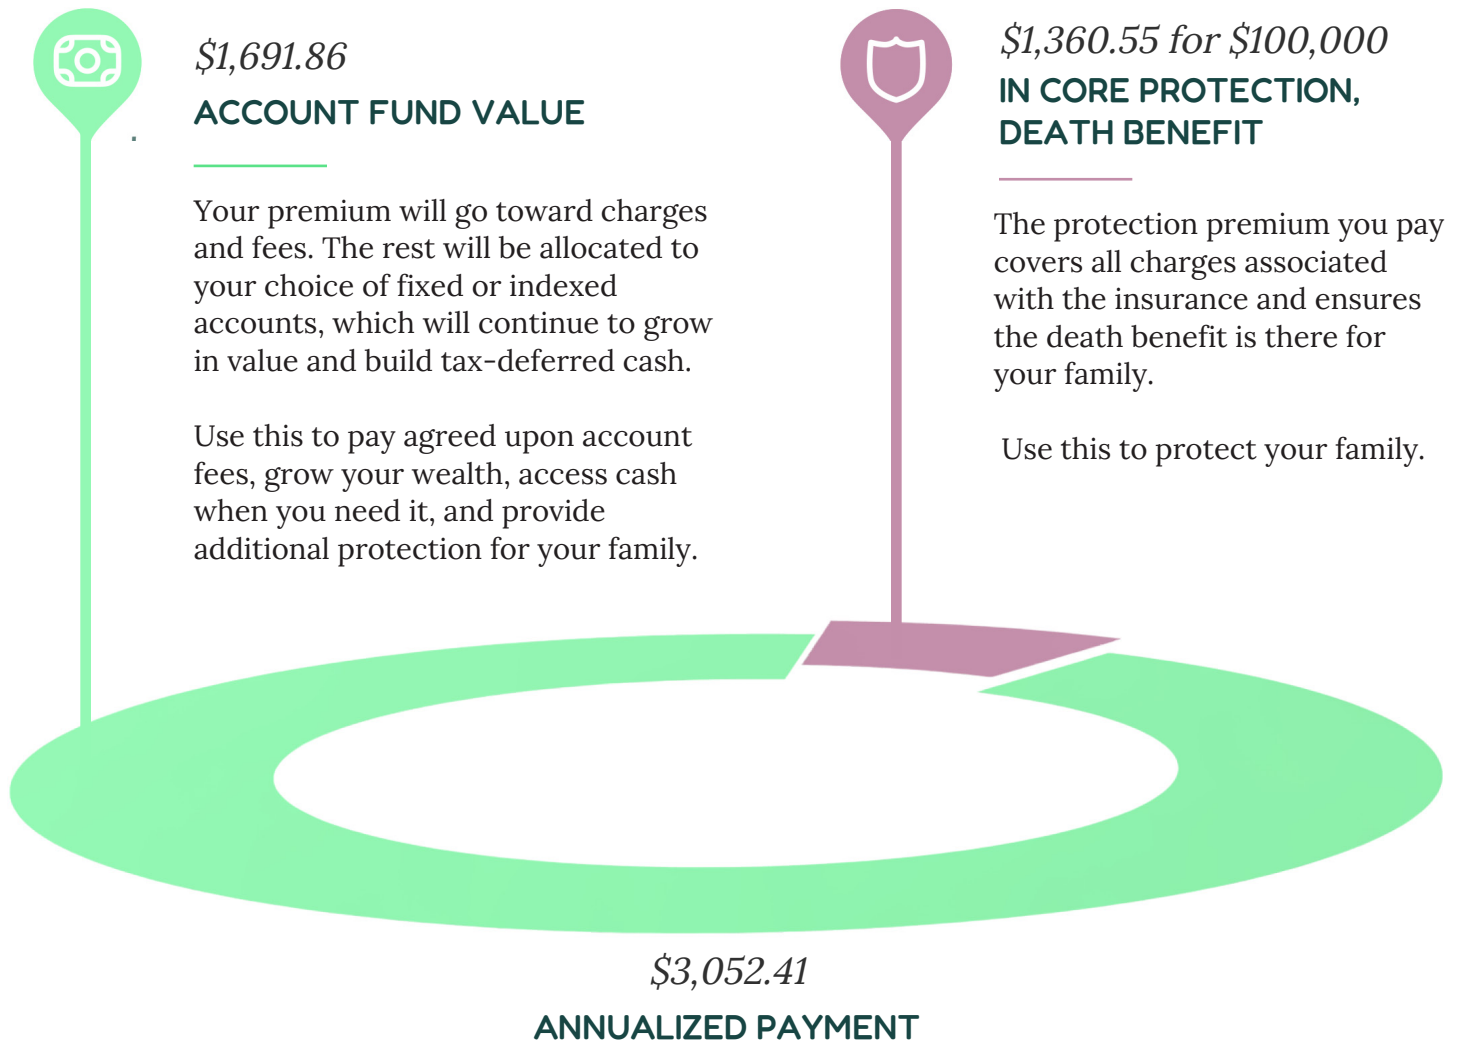 $1,691.86
ACCOUNT FUND VALUE
Your premium will go toward charges
and fees. The rest will be allocated to
your choice of fixed or indexed
accounts, which will continue to grow
in value and build tax-deferred cash.
Use this to pay agreed upon account
fees, grow your wealth, access cash
when you need it, and provide
additional protection for your family.
$1,360.55 for $100,000
IN CORE PROTECTION,
DEATH BENEFIT
The protection premium you pay
covers all charges associated
with the insurance and ensures
the death benefit is there for
your family.
Use this to protect your family.
$3,052.41
ANNUALIZED PAYMENT